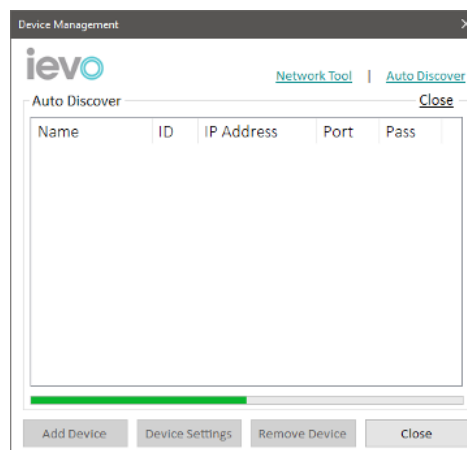 Device Management
ievo
Network Tool | Auto Discover
Auto Discover Close
Name ID IP Address Port Pass
Add Device Device Settings Remove Device Close